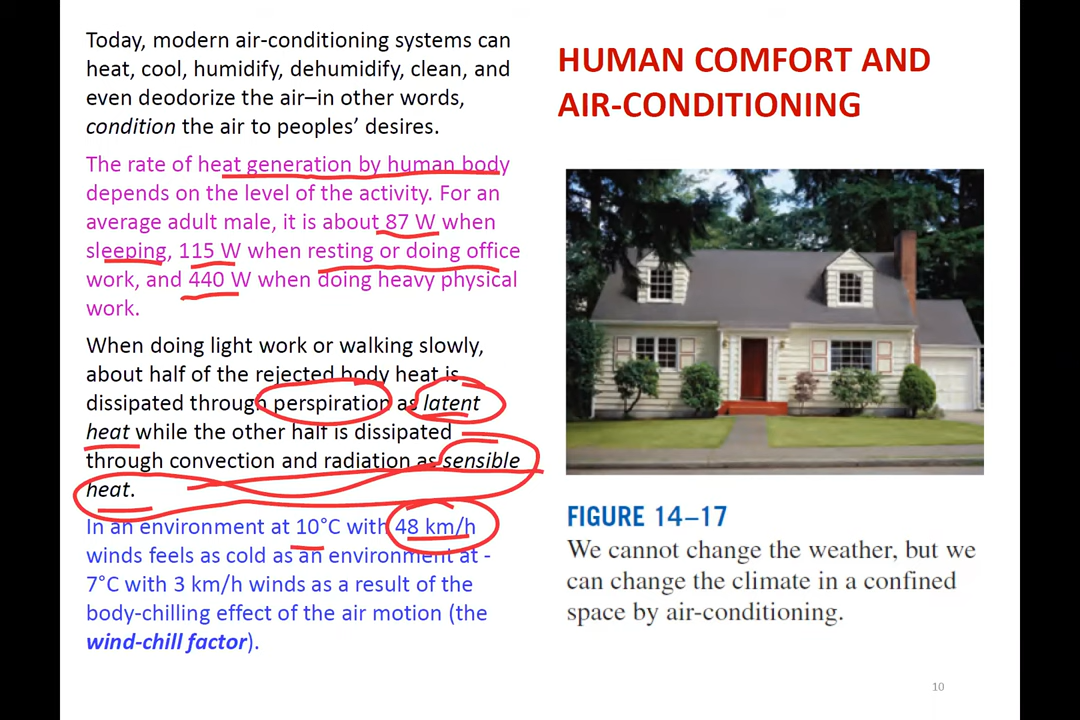 Today, modern air-conditioning systems can
heat, cool, humidify, dehumidify, clean, and
even deodorize the air–in other words,
condition the air to peoples’ desires.
The rate of heat generation by human body
depends on the level of the activity. For an
average adult male, it is about 87 W when
sleeping, 115 W when resting or doing office
work, and 440 W when doing heavy physical
work.
When doing light work or walking slowly,
about half of the rejected body heat is
dissipated through perspiration as latent
heat while the other half is dissipated
through convection and radiation as sensible
heat.
In an environment at 10°C with 48 km/h
winds feels as cold as an environment at -
7°C with 3 km/h winds as a result of the
body-chilling effect of the air motion (the
wind-chill factor).
HUMAN COMFORT AND
AIR-CONDITIONING
FIGURE 14–17
We cannot change the weather, but we
can change the climate in a confined
space by air-conditioning.
10